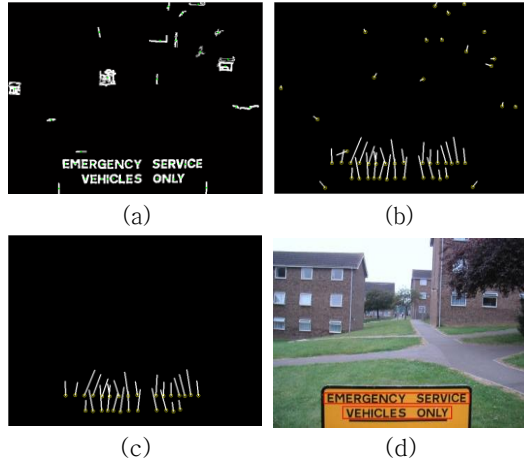 EMERGENCY SERVICE
VEHICLES ONLY
(a)
(b)
(c)
EMERGENCY SERVICE
VEHICLES ONLY
(d)